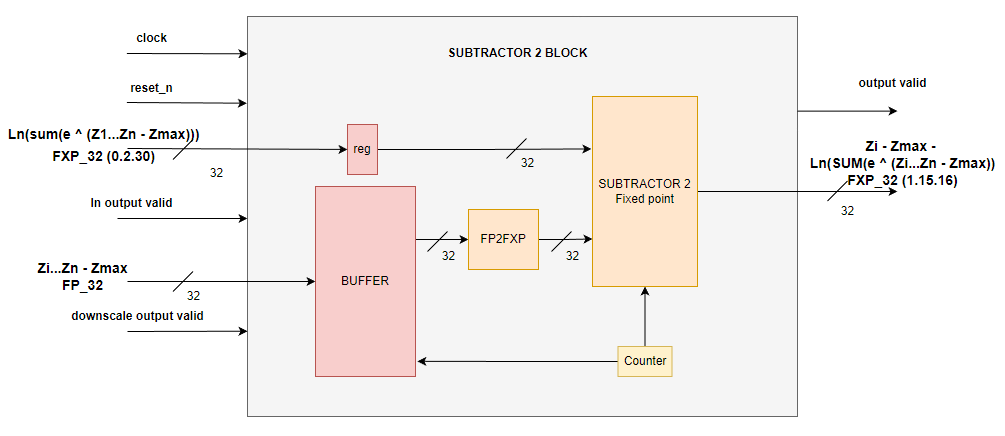 clock
SUBTRACTOR 2 BLOCK
reset_n
output valid
Ln(sum(e ^ (Z1...Zn - Zmax)))
FXP_32 (0.2.30)
32
reg
32
Zi - Zmax -
Ln(SUM(e ^ (Zi...Zn - Zmax))
FXP_32 (1.15.16)
32
SUBTRACTOR 2
Fixed point
ln output valid
FP2FXP
32
32
Zi...Zn - Zmax
FP_32
32
BUFFER
downscale output valid
Counter